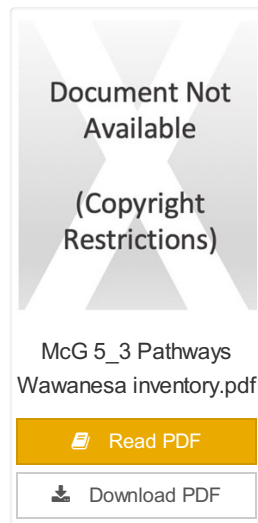 Document Not
Available
(Copyright
Restrictions)
McG 5_3 Pathways
Wawanesa inventory.pdf
Read PDF
Download PDF